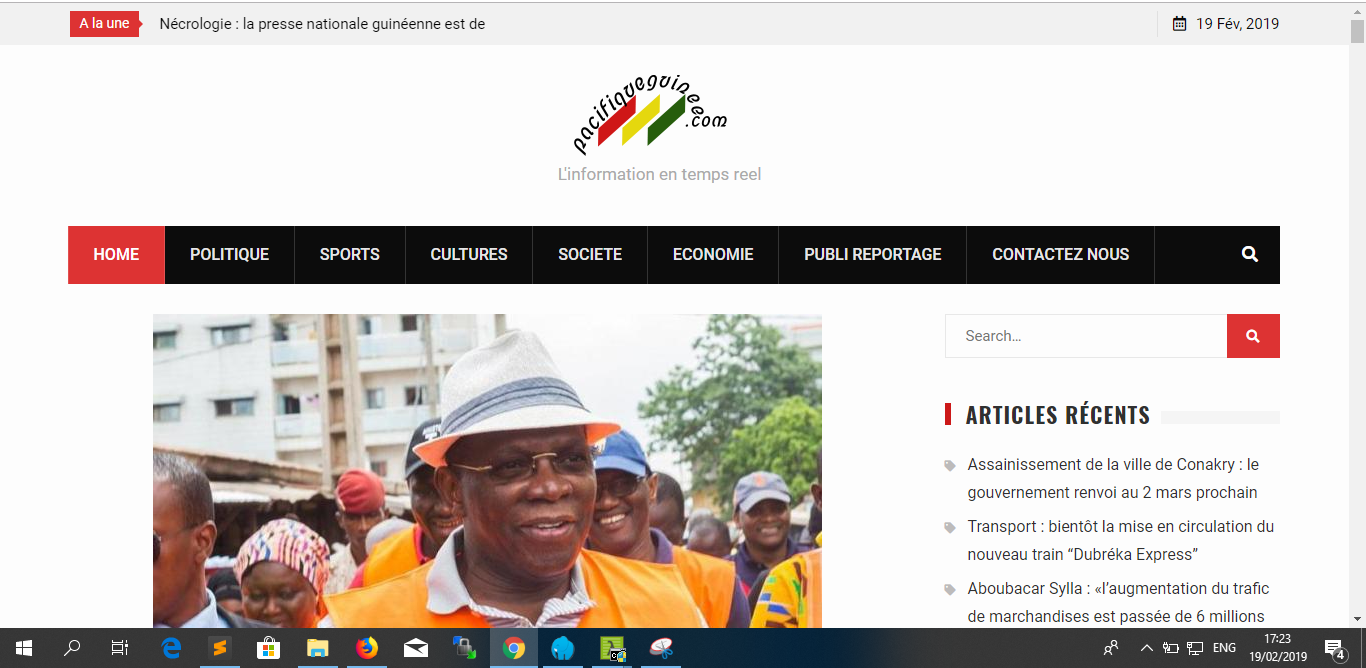 A la une
Nécrologie : la presse nationale guinéenne est de
19 Fév, 2019
pacifiqueguinee
.com
L'information en temps reel
HOME
POLITIQUE
SPORTS
CULTURES
SOCIETE
ECONOMIE
PUBLI REPORTAGE
CONTACTEZ NOUS
Search…
ARTICLES RÉCENTS
Assainissement de la ville de Conakry : le
gouvernement renvoi au 2 mars prochain
Transport : bientôt la mise en circulation du
nouveau train “Dubréka Express”
Aboubacar Sylla : «l’augmentation du trafic
de marchandises est passée de 6 millions
ENG
17:23
19/02/2019
4